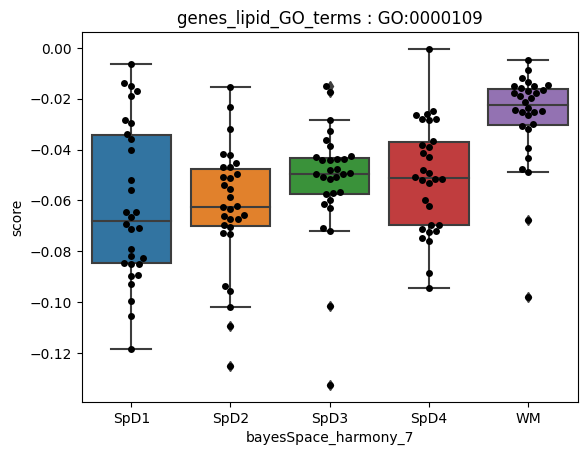 genes_lipid_GO_terms : GO:0000109
0.00
−0.02
−0.04
−0.06
−0.08
−0.10
−0.12
score
SpD1 SpD2 SpD3 SpD4 WM
bayesSpace_harmony_7